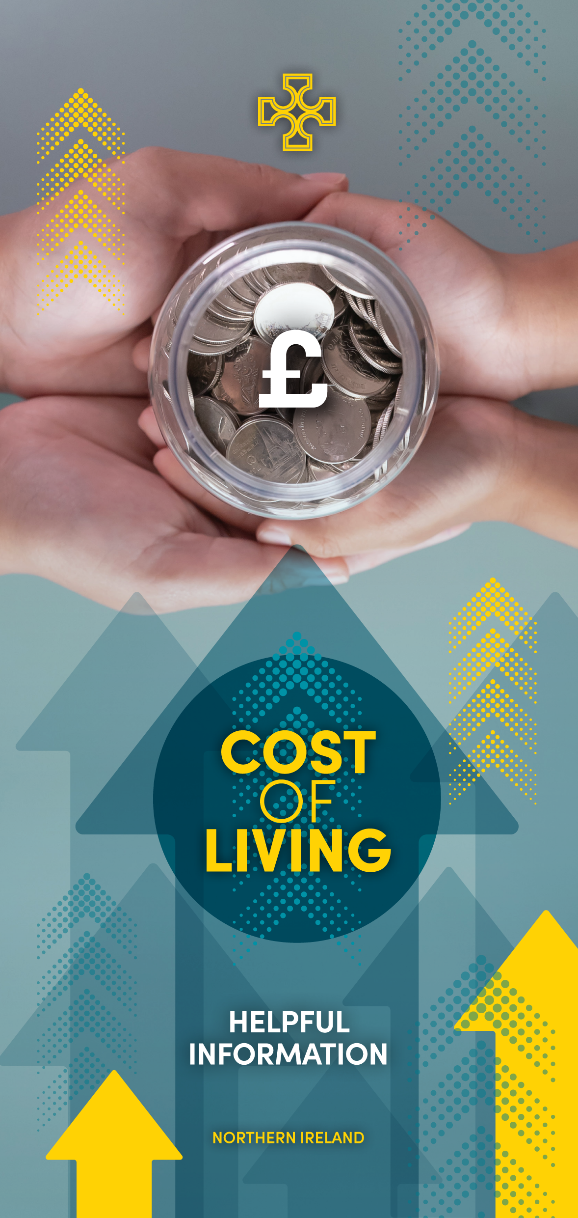 £
COST
OF
LIVING
HELPFUL
INFORMATION
NORTHERN IRELAND